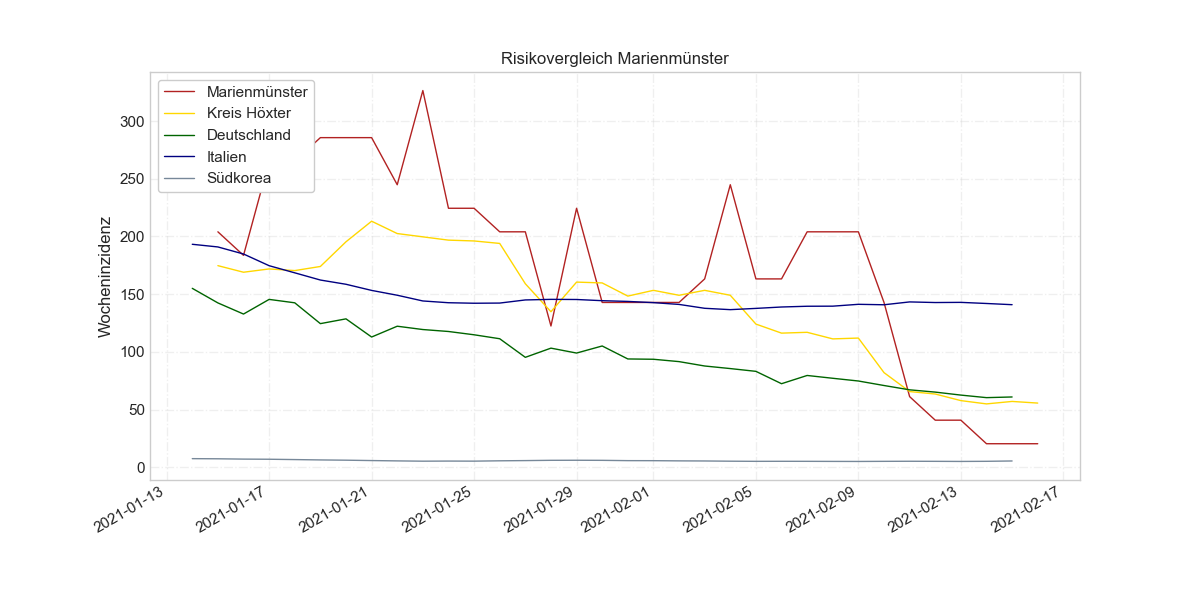 Risikovergleich Marienmünster
Marienmünster
Kreis Höxter
Deutschland
Italien
Südkorea
Wocheninzidenz
300
250
200
150
100
50
0
2021-01-13
2021-01-17
2021-01-21
2021-01-25
2021-01-29
2021-02-01
2021-02-05
2021-02-09
2021-02-13
2021-02-17